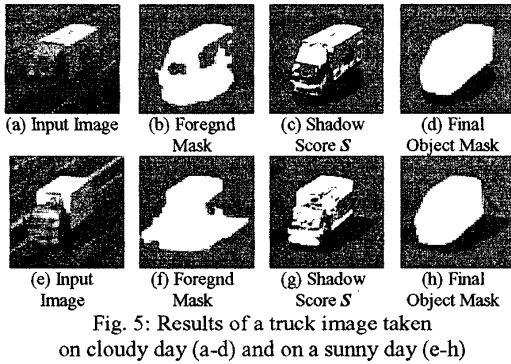 (a) Input Image (b) Foregnd Mask (c) Shadow Score S (d) Final Object Mask
(e) Input Image (f) Foregnd Mask (g) Shadow Score S (h) Final Object Mask
Fig. 5: Results of a truck image taken
on cloudy day (a-d) and on a sunny day (e-h)